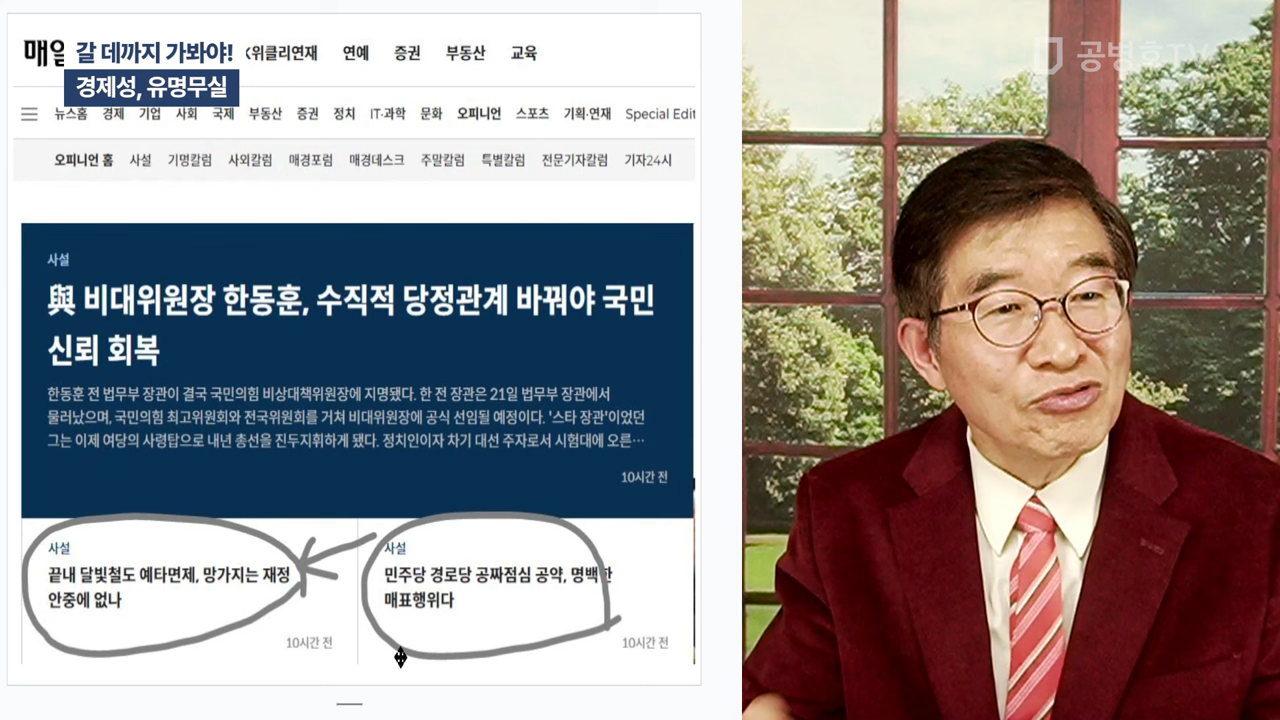 매일
갈 데까지 가봐야!
경제성, 유명무실
위클리연재 연예 증권 부동산 교육
공병호TV
뉴스홈 경제 기업 사회 국제 부동산 증권 정치 IT·과학 문화 오피니언 스포츠 기획·연재 Special Edit
오피니언 홈 사설 기명칼럼 사외칼럼 매경포럼 매경데스크 주말칼럼 특별칼럼 전문기자칼럼 기자24시
사설
與 비대위원장 한동훈, 수직적 당정관계 바꿔야 국민
신뢰 회복
한동훈 전 법무부 장관이 결국 국민의힘 비상대책위원장에 지명됐다. 한 전 장관은 21일 법무부 장관에서
물러났으며, 국민의힘 최고위원회와 전국위원회를 거쳐 비대위원장에 공식 선임될 예정이다. '스타 장관'이었던
그는 이제 여당의 사령탑으로 내년 총선을 진두지휘하게 됐다. 정치인이자 차기 대선 주자로서 시험대에 오른…
10시간 전
사설
끝내 달빛철도 예타면제, 망가지는 재정
안중에 없나
10시간 전
사설
민주당 경로당 공짜점심 공약, 명백한
매표행위다
10시간 전